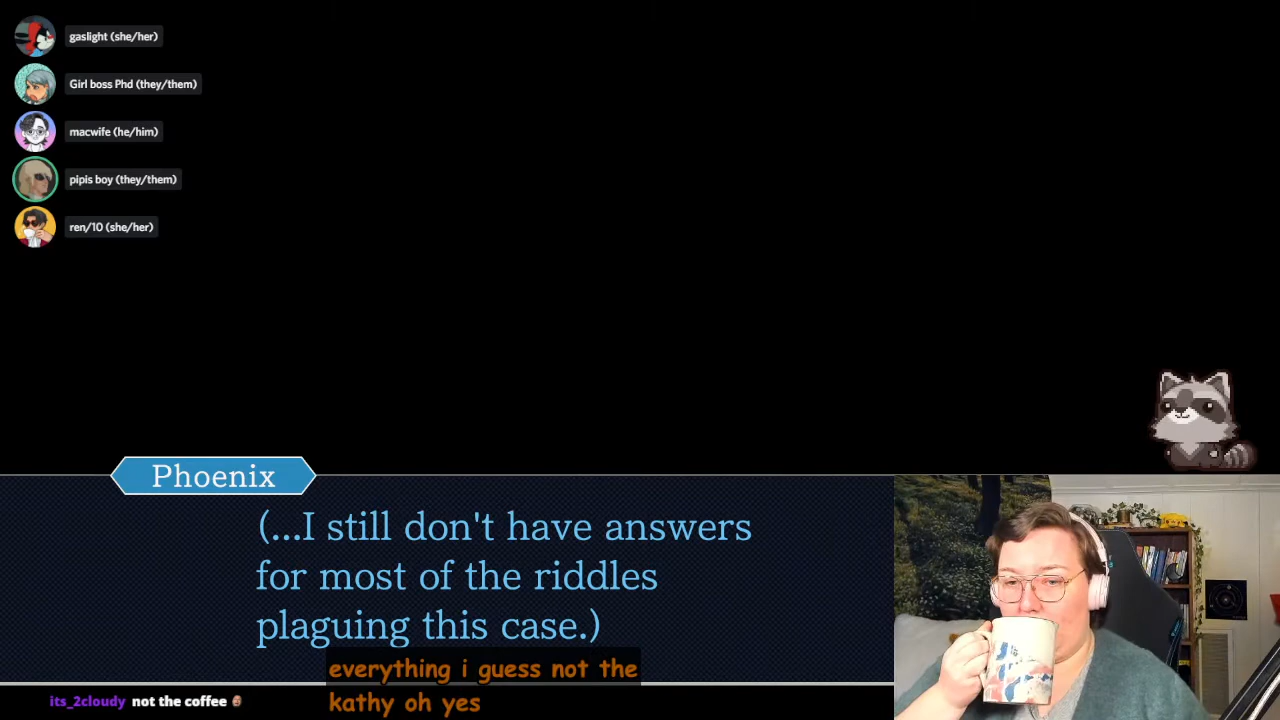 gaslight (she/her)
Girl boss Phd (they/them)
macwife (he/him)
pipis boy (they/them)
ren/10 (she/her)
Phoenix
(...I still don't have answers
for most of the riddles
plaguing this case.)
everything i guess not the
kathy oh yes
its_2cloudy not the coffee